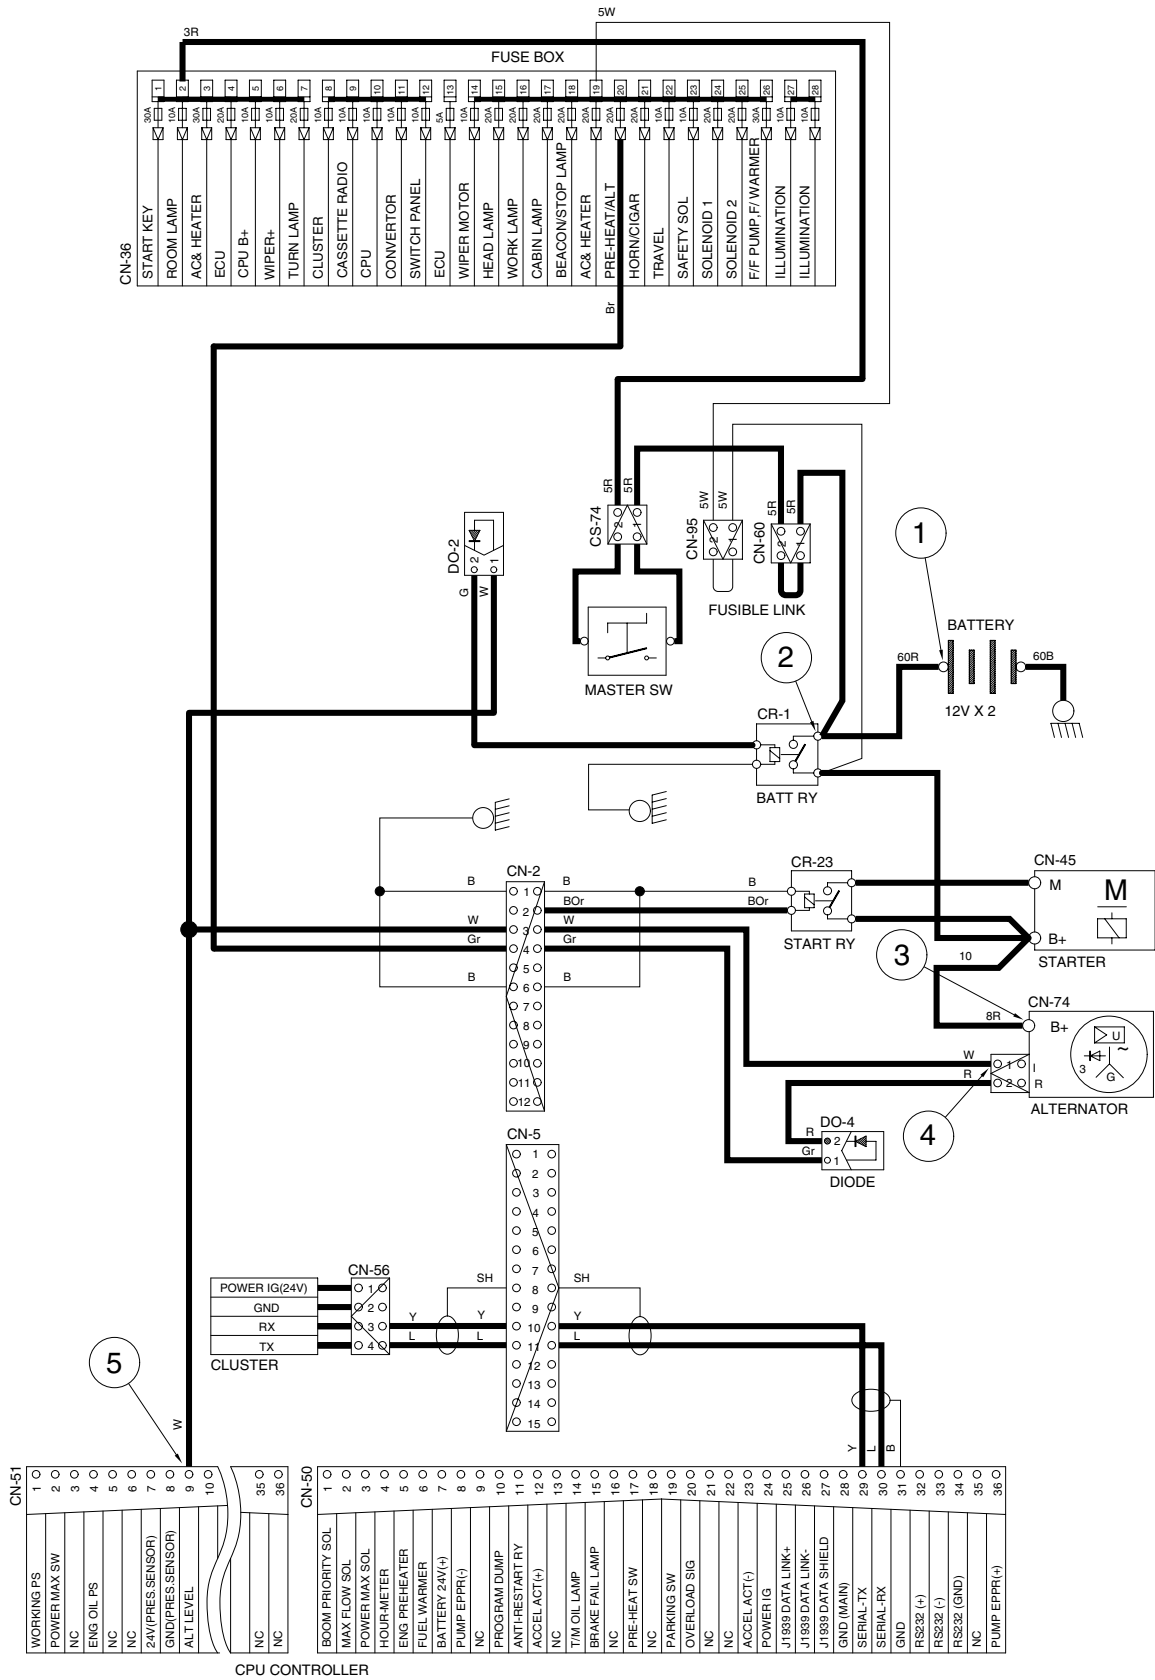 5W
3R
FUSE BOX
1 2 3 4 5 6 7 8 9 10 11 12 13 14 15 16 17 18 19 20 21 22 23 24 25 26 27 28
30A 10A 30A 20A 10A 10A 20A 10A 10A 10A 10A 10A 5A 10A 20A 20A 10A 20A 20A 20A 20A 10A 10A 20A 20A 30A 10A 10A
CN-36
START KEY
ROOM LAMP
AC& HEATER
ECU
CPU B+
WIPER+
TURN LAMP
CLUSTER
CASSETTE RADIO
CPU
CONVERTOR
SWITCH PANEL
ECU
WIPER MOTOR
HEAD LAMP
WORK LAMP
CABIN LAMP
BEACON/STOP LAMP
AC& HEATER
PRE-HEAT/ALT
HORN/CIGAR
TRAVEL
SAFETY SOL
SOLENOID 1
SOLENOID 2
F/F PUMP,F/ WARMER
ILLUMINATION
ILLUMINATION
Br
5R 5R
5W 5W
5R 5R
CS-74
2 1
CN-95
2 1
CN-60
2 1
DO-2
2 1
G W
FUSIBLE LINK
MASTER SW
1
BATTERY
60R 60B
12V X 2
2
CR-1
BATT RY
CN-2
B 1 B
2 BOr
W 3 W
Gr 4 Gr
5
B 6 B
7
8
9
10
11
12
CR-23
B
BOr
START RY
CN-45
M
M
B+
STARTER
3
10
CN-74
8R
B+
U
~
3
G
W 1 I
R 2 R
ALTERNATOR
4
DO-4
R 2
Gr 1
DIODE
CN-5
1
2
3
4
5
6
7
SH 8 SH
9
Y 10 Y
L 11 L
12
13
14
15
CN-56
POWER IG(24V) 1
GND 2
RX 3 Y
TX 4 L
CLUSTER
5
W
Y L B
CN-51
1 2 3 4 5 6 7 8 9 10 35 36
WORKING PS
POWER MAX SW
NC
ENG OIL PS
NC
NC
24V(PRES.SENSOR)
GND(PRES.SENSOR)
ALT LEVEL
NC
NC
CN-50
1 2 3 4 5 6 7 8 9 10 11 12 13 14 15 16 17 18 19 20 21 22 23 24 25 26 27 28 29 30 31 32 33 34 35 36
BOOM PRIORITY SOL
MAX FLOW SOL
POWER MAX SOL
HOUR-METER
ENG PREHEATER
FUEL WARMER
BATTERY 24V(+)
PUMP EPPR(-)
NC
PROGRAM DUMP
ANTI-RESTART RY
ACCEL ACT(+)
NC
T/M OIL LAMP
BRAKE FAIL LAMP
NC
PRE-HEAT SW
NC
PARKING SW
OVERLOAD SIG
NC
NC
ACCEL ACT(-)
POWER IG
J1939 DATA LINK+
J1939 DATA LINK-
J1939 DATA SHIELD
GND (MAIN)
SERIAL-TX
SERIAL-RX
GND
RS232 (+)
RS232 (-)
RS232 (GND)
NC
PUMP EPPR(+)
CPU CONTROLLER